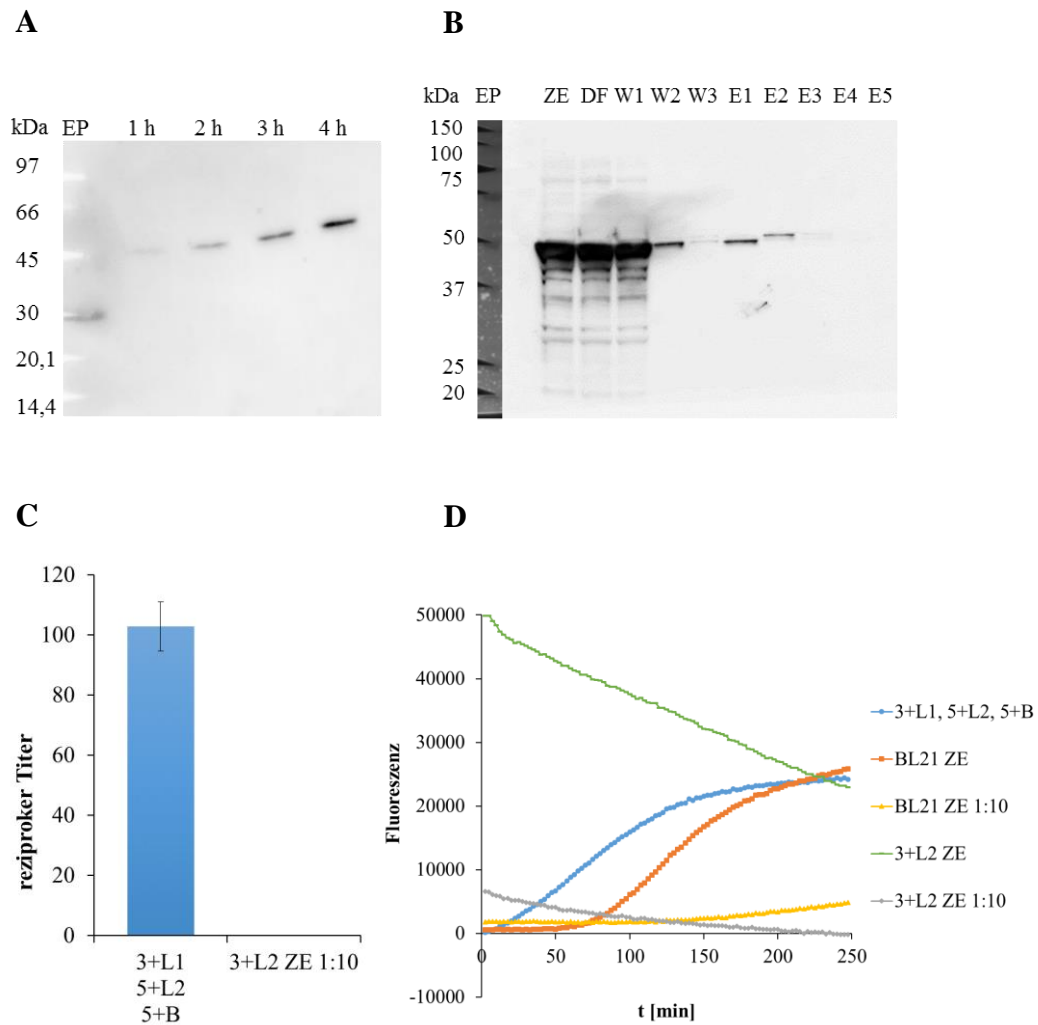 A
kDa EP 1 h 2 h 3 h 4 h
97
66
45
30
20,1
14,4
B
kDa EP ZE DF W1 W2 W3 E1 E2 E3 E4 E5
150
100
75
50
37
25
20
C
120
100
80
60
40
20
0
reziproker Titer
3+L1
5+L2
5+B
3+L2 ZE 1:10
D
50000
40000
30000
20000
10000
0
-10000
Fluoreszenz
0 50 100 150 200 250
t [min]
3+L1, 5+L2, 5+B
BL21 ZE
BL21 ZE 1:10
3+L2 ZE
3+L2 ZE 1:10